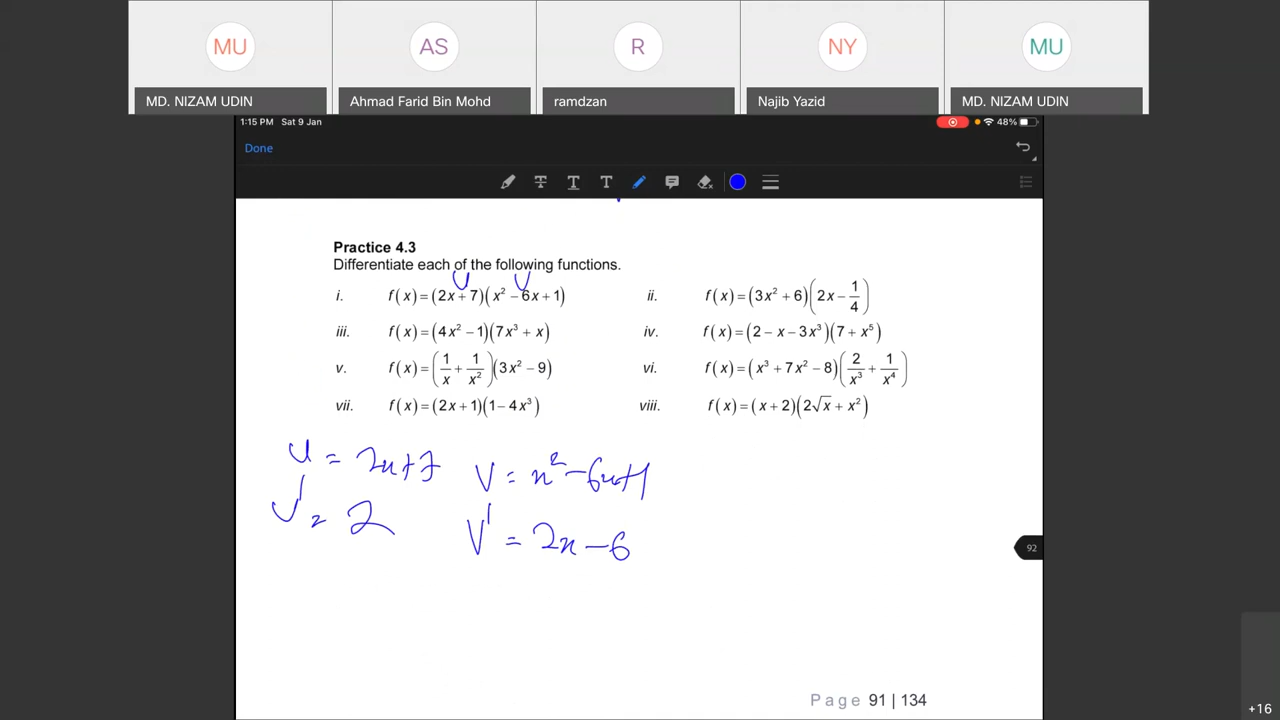 MU AS R NY MU
MD. NIZAM UDIN Ahmad Farid Bin Mohd ramdzan Najib Yazid MD. NIZAM UDIN
1:15 PM Sat 9 Jan 48%
Done
Practice 4.3
Differentiate each of the following functions.
U V
i. f(x)=(2x+7)(x²−6x+1) ii. f(x)=(3x²+6)(2x−1/4)
iii. f(x)=(4x²−1)(7x³+x) iv. f(x)=(2−x−3x³)(7+x⁵)
v. f(x)=(1/x+1/x²)(3x²−9) vi. f(x)=(x³+7x²−8)(2/x³+1/x⁴)
vii. f(x)=(2x+1)(1−4x³) viii. f(x)=(x+2)(2√x+x²)
u = 2x+7 V = x²−6x+1
U' = 2 V' = 2x−6
92
Page 91 | 134
+16